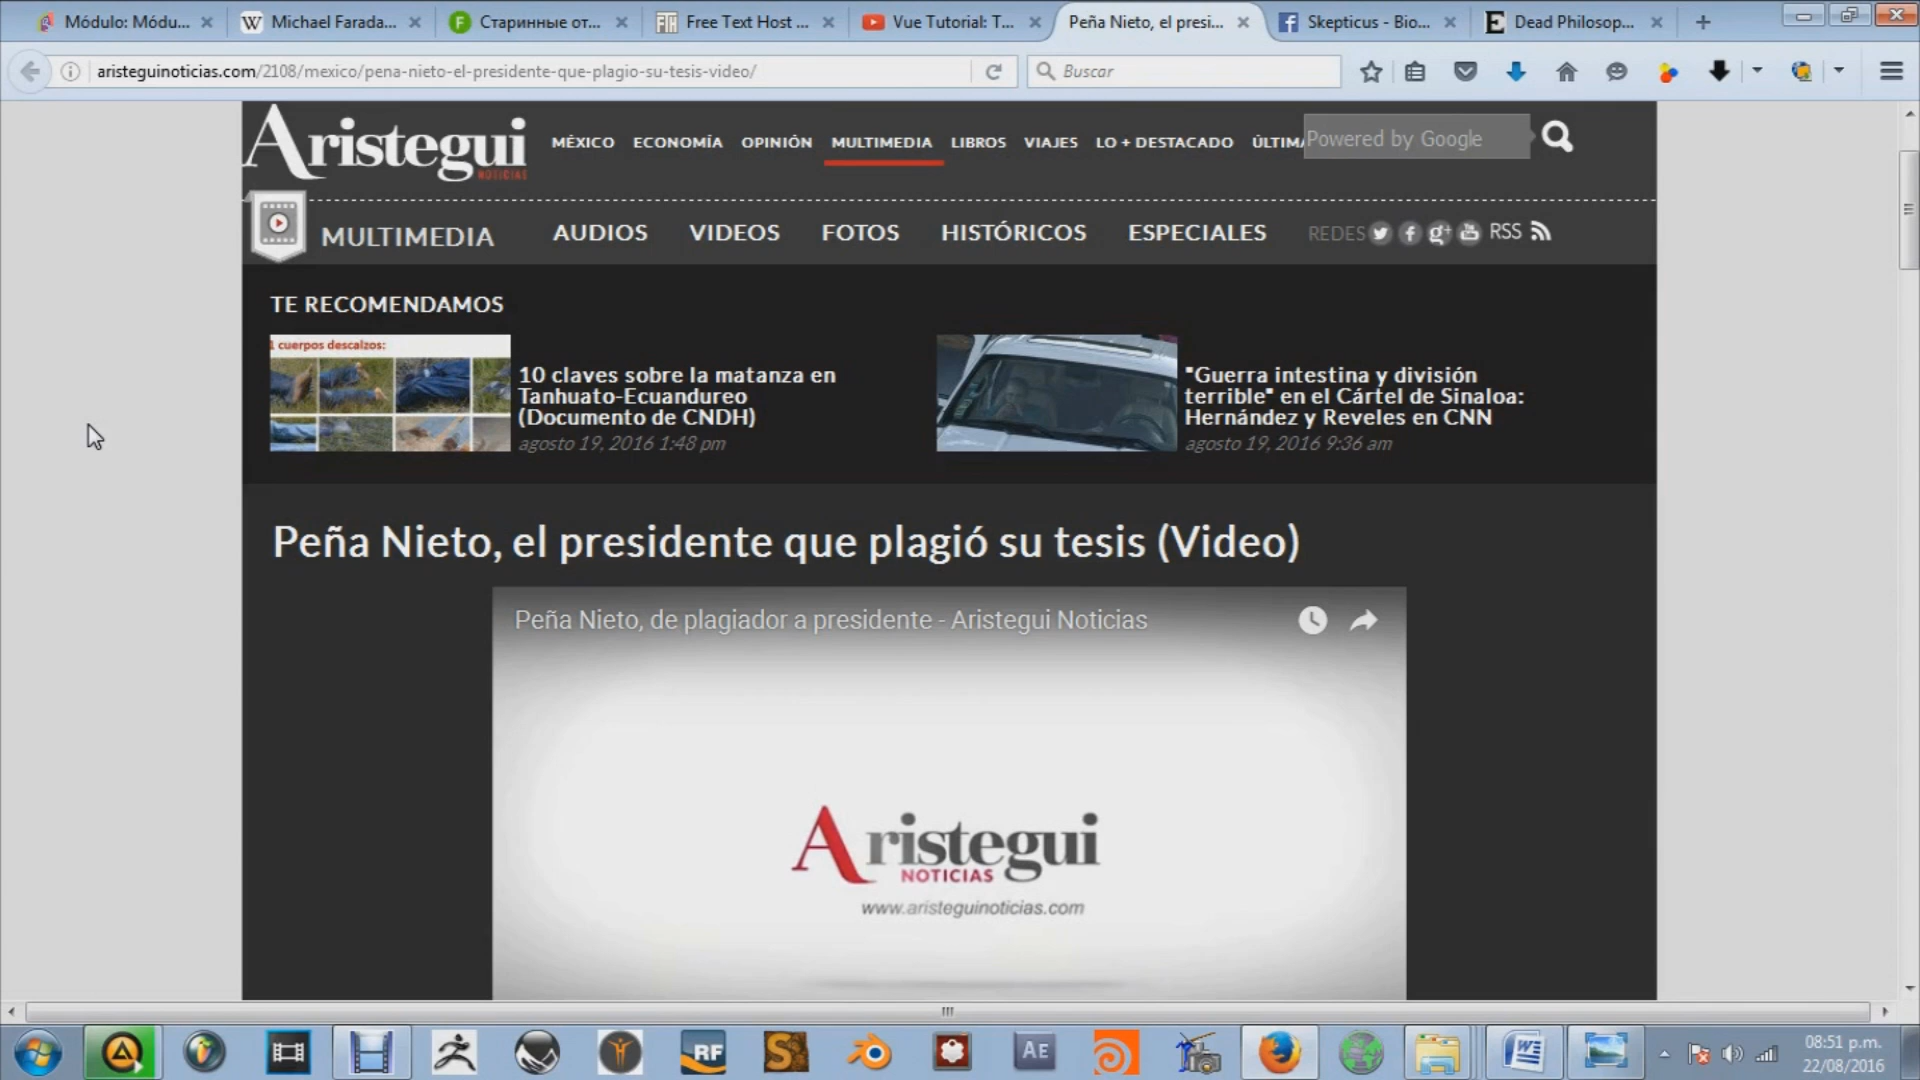 Módulo: Módu...
Michael Farada...
Старинные от...
Free Text Host ...
Vue Tutorial: T...
Peña Nieto, el presi...
Skepticus - Bio...
Dead Philosop...
aristeguinoticias.com/2108/mexico/pena-nieto-el-presidente-que-plagio-su-tesis-video/
Buscar
Aristegui
NOTICIAS
MÉXICO ECONOMÍA OPINIÓN MULTIMEDIA LIBROS VIAJES LO + DESTACADO ÚLTIMA
Powered by Google
MULTIMEDIA
AUDIOS VIDEOS FOTOS HISTÓRICOS ESPECIALES
REDES
RSS
TE RECOMENDAMOS
1 cuerpos descalzos:
10 claves sobre la matanza en
Tanhuato-Ecuandureo
(Documento de CNDH)
agosto 19, 2016 1:48 pm
"Guerra intestina y división
terrible" en el Cártel de Sinaloa:
Hernández y Reveles en CNN
agosto 19, 2016 9:36 am
Peña Nieto, el presidente que plagió su tesis (Video)
Peña Nieto, de plagiador a presidente - Aristegui Noticias
Aristegui
NOTICIAS
www.aristeguinoticias.com
RF
AE
08:51 p.m.
22/08/2016